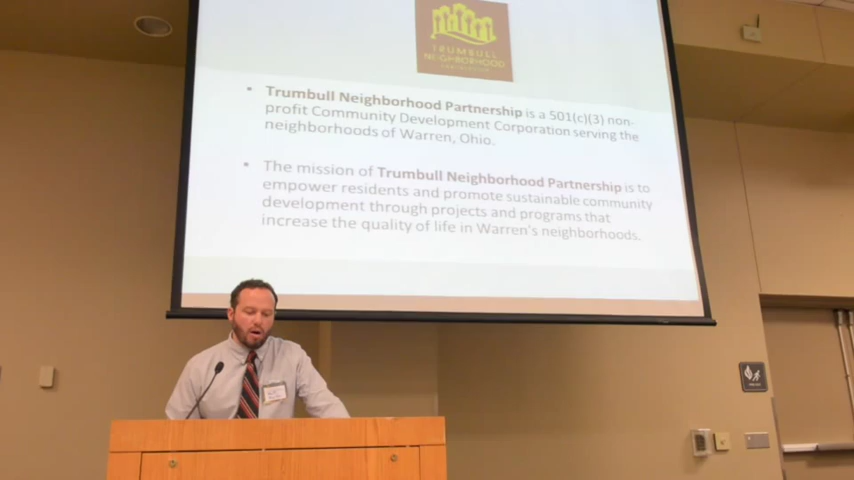 TRUMBULL
NEIGHBORHOOD
PARTNERSHIP
Trumbull Neighborhood Partnership is a 501(c)(3) non-
profit Community Development Corporation serving the
neighborhoods of Warren, Ohio.
The mission of Trumbull Neighborhood Partnership is to
empower residents and promote sustainable community
development through projects and programs that
increase the quality of life in Warren's neighborhoods.